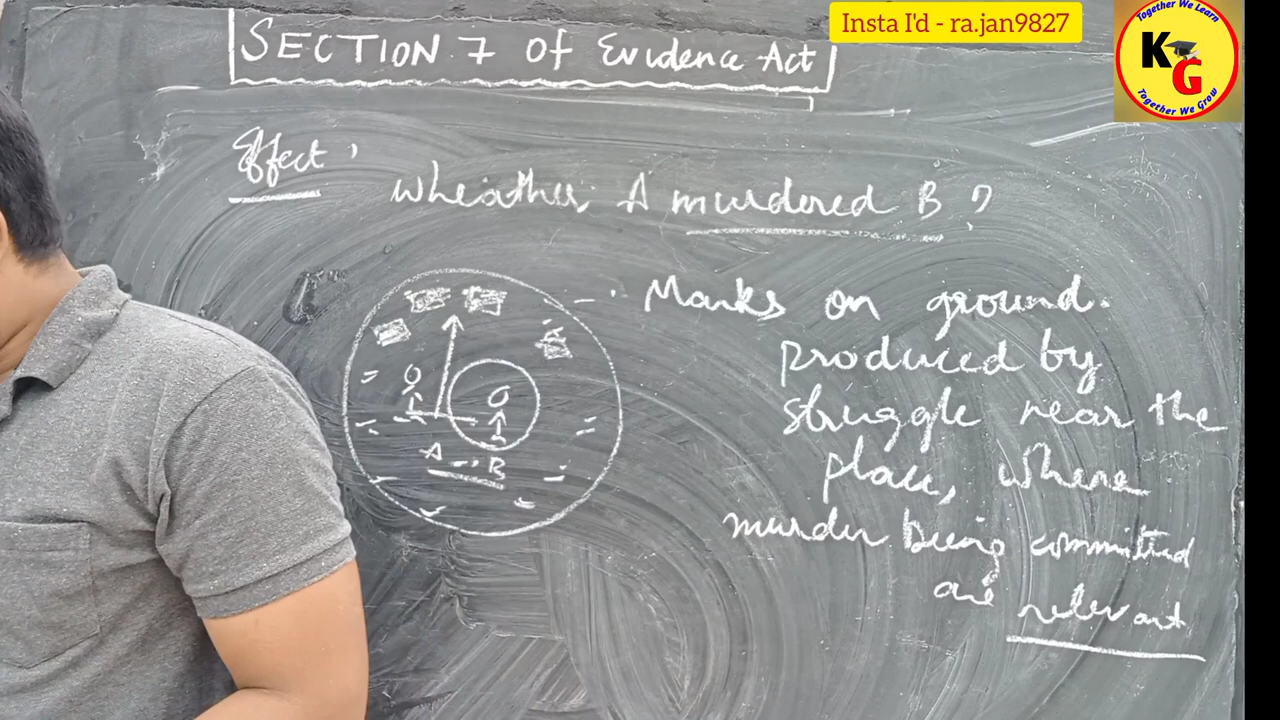 Insta I'd - ra.jan9827
Together We Learn
KG
Together We Grow
SECTION 7 Of Evidence Act
Effect,
Wheather A murdered B ?
Marks on ground.
produced by
struggle near the
place, where
murder being committed
are relevant
A B